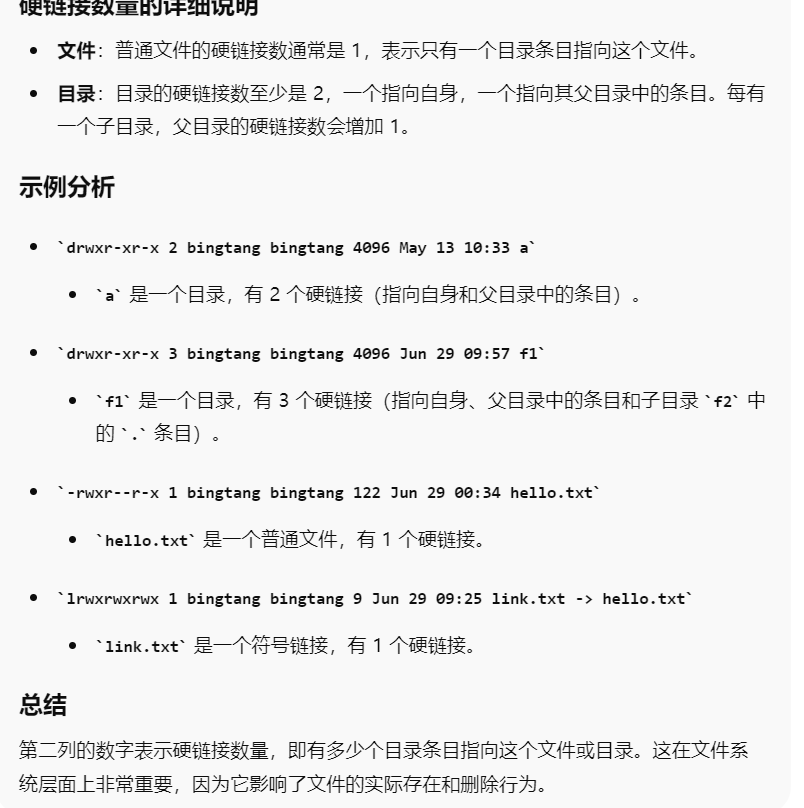 硬链接数量的详细说明
文件：普通文件的硬链接数通常是 1，表示只有一个目录条目指向这个文件。
目录：目录的硬链接数至少是 2，一个指向自身，一个指向其父目录中的条目。每有
一个子目录，父目录的硬链接数会增加 1。
示例分析
`drwxr-xr-x 2 bingtang bingtang 4096 May 13 10:33 a`
`a` 是一个目录，有 2 个硬链接（指向自身和父目录中的条目）。
`drwxr-xr-x 3 bingtang bingtang 4096 Jun 29 09:57 f1`
`f1` 是一个目录，有 3 个硬链接（指向自身、父目录中的条目和子目录 `f2` 中
的 `.` 条目）。
`-rwxr--r-x 1 bingtang bingtang 122 Jun 29 00:34 hello.txt`
`hello.txt` 是一个普通文件，有 1 个硬链接。
`lrwxrwxrwx 1 bingtang bingtang 9 Jun 29 09:25 link.txt -> hello.txt`
`link.txt` 是一个符号链接，有 1 个硬链接。
总结
第二列的数字表示硬链接数量，即有多少个目录条目指向这个文件或目录。这在文件系
统层面上非常重要，因为它影响了文件的实际存在和删除行为。